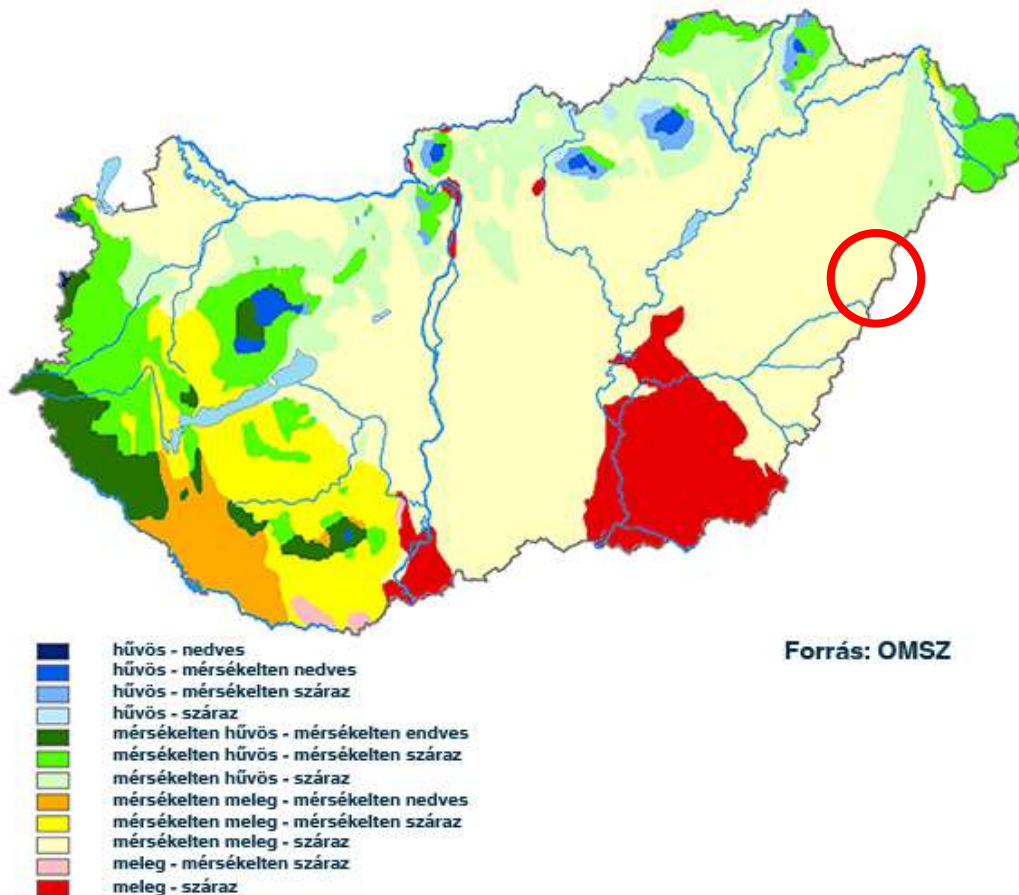 hűvös - nedves
hűvös - mérsékelten nedves
hűvös - mérsékelten száraz
hűvös - száraz
mérsékelten hűvös - mérsékelten endves
mérsékelten hűvös - mérsékelten száraz
mérsékelten hűvös - száraz
mérsékelten meleg - mérsékelten nedves
mérsékelten meleg - mérsékelten száraz
mérsékelten meleg - száraz
meleg - mérsékelten száraz
meleg - száraz
Forrás: OMSZ